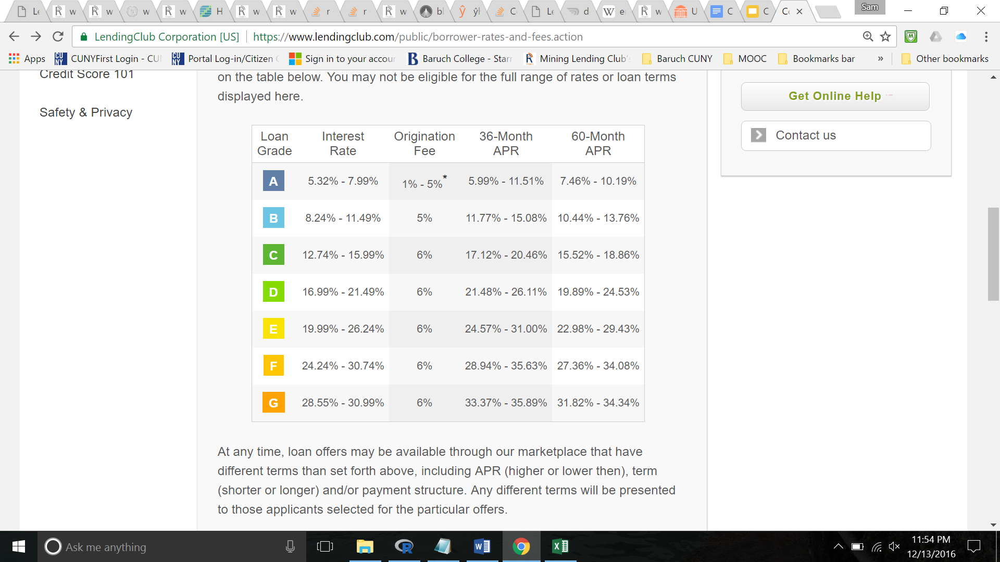 Le
w
w
w
w
H
w
w
r
r
w
bl
ŷ ŷl
C
Le
d
W e
w
U
C
C
Co
Sam
LendingClub Corporation [US] https://www.lendingclub.com/public/borrower-rates-and-fees.action
Apps CUNYFirst Login - CU Portal Log-in/Citizen Sign in to your accour Baruch College - Starr Mining Lending Club's Baruch CUNY MOOC Bookmarks bar » Other bookmarks
Credit Score 101
Safety & Privacy
on the table below. You may not be eligible for the full range of rates or loan terms
displayed here.
Loan Grade Interest Rate Origination Fee 36-Month APR 60-Month APR
A 5.32% - 7.99% 1% - 5%* 5.99% - 11.51% 7.46% - 10.19%
B 8.24% - 11.49% 5% 11.77% - 15.08% 10.44% - 13.76%
C 12.74% - 15.99% 6% 17.12% - 20.46% 15.52% - 18.86%
D 16.99% - 21.49% 6% 21.48% - 26.11% 19.89% - 24.53%
E 19.99% - 26.24% 6% 24.57% - 31.00% 22.98% - 29.43%
F 24.24% - 30.74% 6% 28.94% - 35.63% 27.36% - 34.08%
G 28.55% - 30.99% 6% 33.37% - 35.89% 31.82% - 34.34%
At any time, loan offers may be available through our marketplace that have
different terms than set forth above, including APR (higher or lower then), term
(shorter or longer) and/or payment structure. Any different terms will be presented
to those applicants selected for the particular offers.
Get Online Help
Contact us
Ask me anything
11:54 PM
12/13/2016